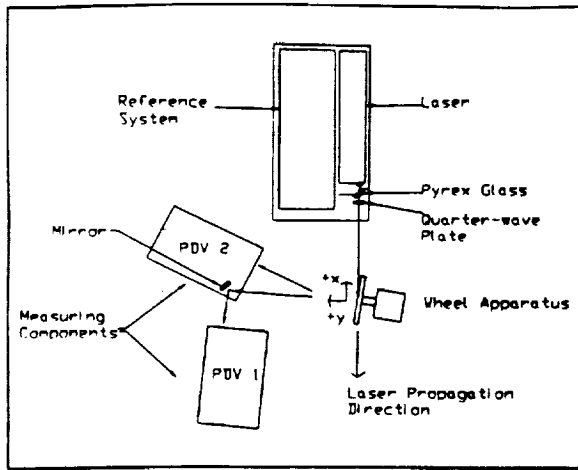 Reference
System
Laser
Pyrex Glass
Quarter-wave
Plate
Mirror
PDV 2
+x
+y
Wheel Apparatus
Measuring
Components
PDV 1
Laser Propagation
Direction